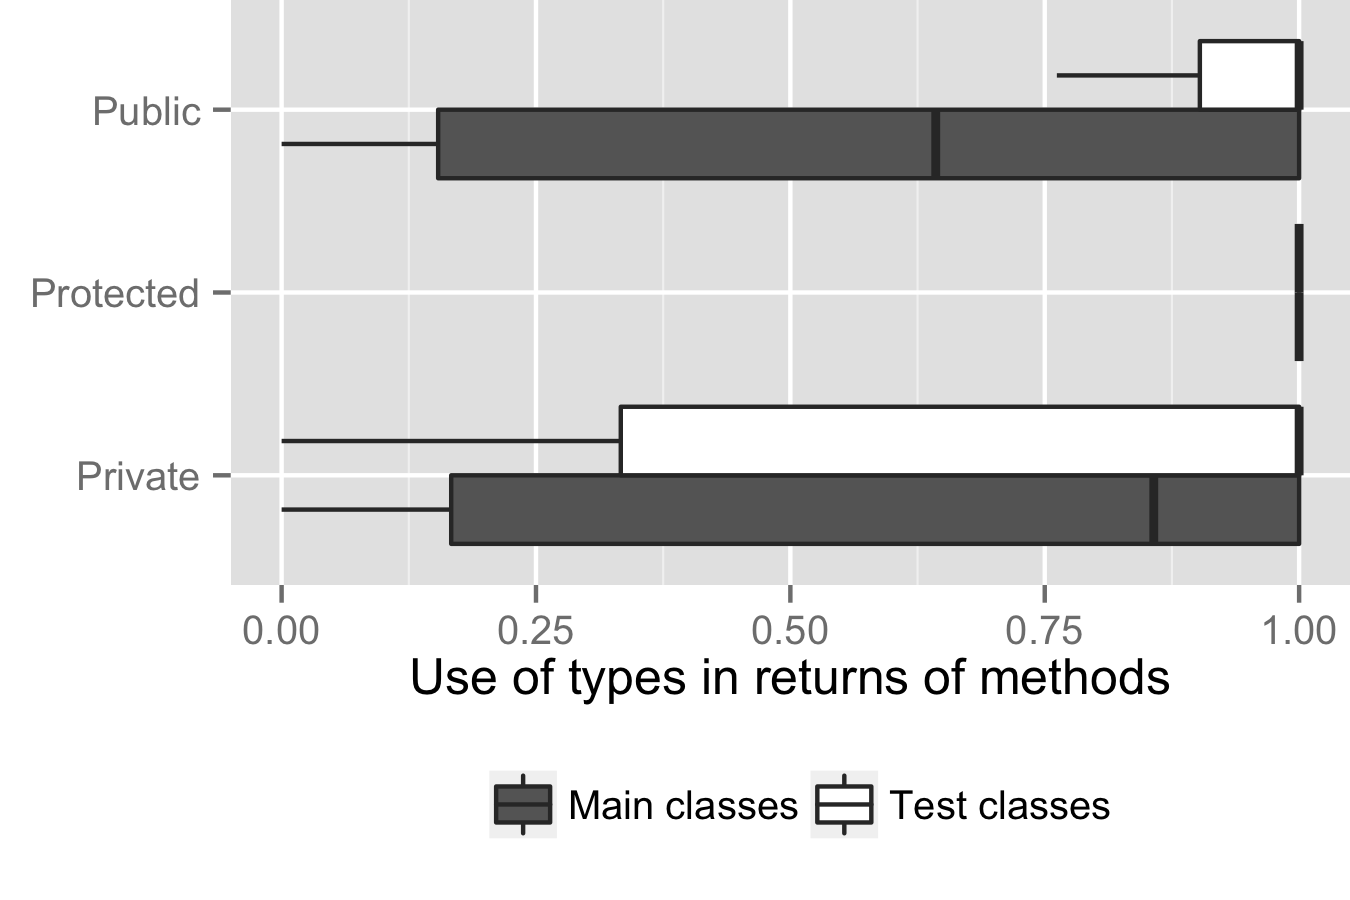 Public
Protected
Private
0.00 0.25 0.50 0.75 1.00
Use of types in returns of methods
Main classes Test classes